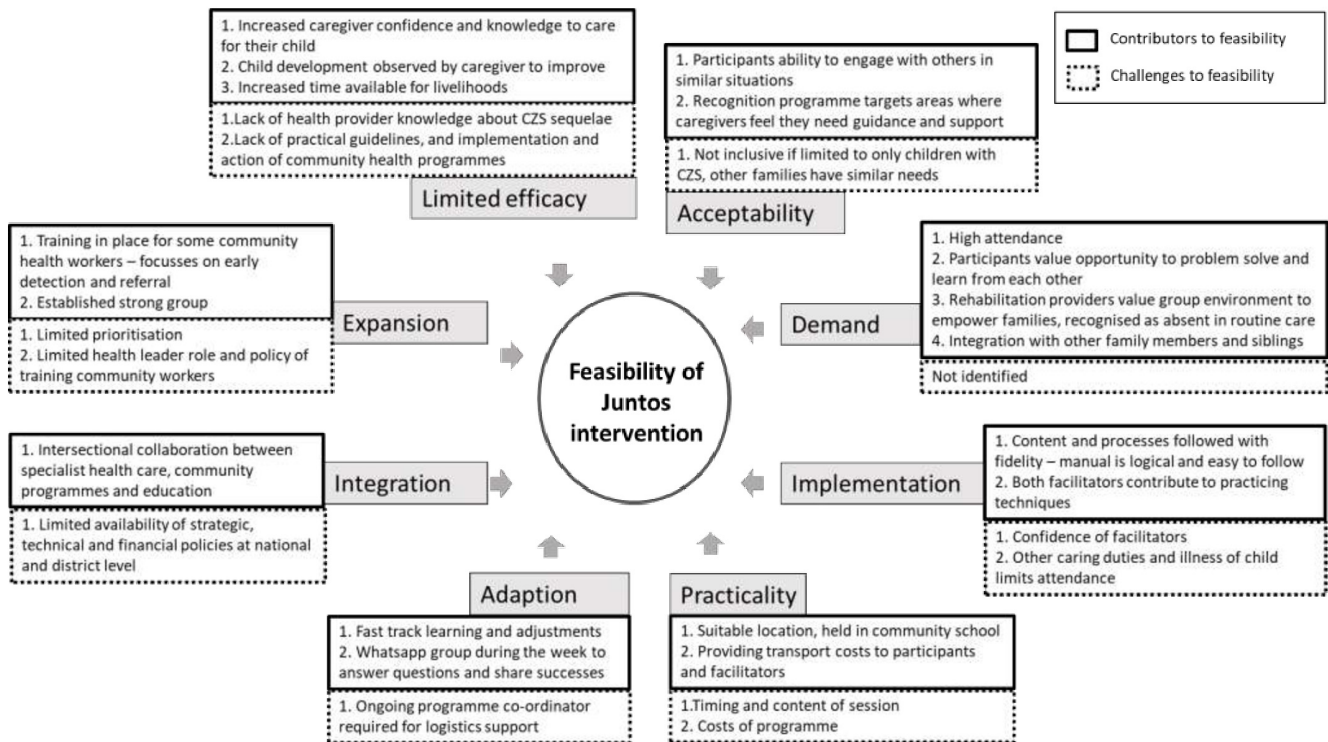 1. Increased caregiver confidence and knowledge to care
for their child
2. Child development observed by caregiver to improve
3. Increased time available for livelihoods
1.Lack of health provider knowledge about CZS sequelae
2.Lack of practical guidelines, and implementation and
action of community health programmes
Limited efficacy
1. Participants ability to engage with others in
similar situations
2. Recognition programme targets areas where
caregivers feel they need guidance and support
1. Not inclusive if limited to only children with
CZS, other families have similar needs
Acceptability
Contributors to feasibility
Challenges to feasibility
1. Training in place for some community
health workers – focusses on early
detection and referral
2. Established strong group
1. Limited prioritisation
2. Limited health leader role and policy of
training community workers
Expansion
1. High attendance
2. Participants value opportunity to problem solve and
learn from each other
3. Rehabilitation providers value group environment to
empower families, recognised as absent in routine care
4. Integration with other family members and siblings
Not identified
Demand
Feasibility of
Juntos
intervention
1. Intersectional collaboration between
specialist health care, community
programmes and education
1. Limited availability of strategic,
technical and financial policies at national
and district level
Integration
1. Content and processes followed with
fidelity – manual is logical and easy to follow
2. Both facilitators contribute to practicing
techniques
1. Confidence of facilitators
2. Other caring duties and illness of child
limits attendance
Implementation
Adaption
1. Fast track learning and adjustments
2. Whatsapp group during the week to
answer questions and share successes
1. Ongoing programme co-ordinator
required for logistics support
Practicality
1. Suitable location, held in community school
2. Providing transport costs to participants
and facilitators
1.Timing and content of session
2. Costs of programme